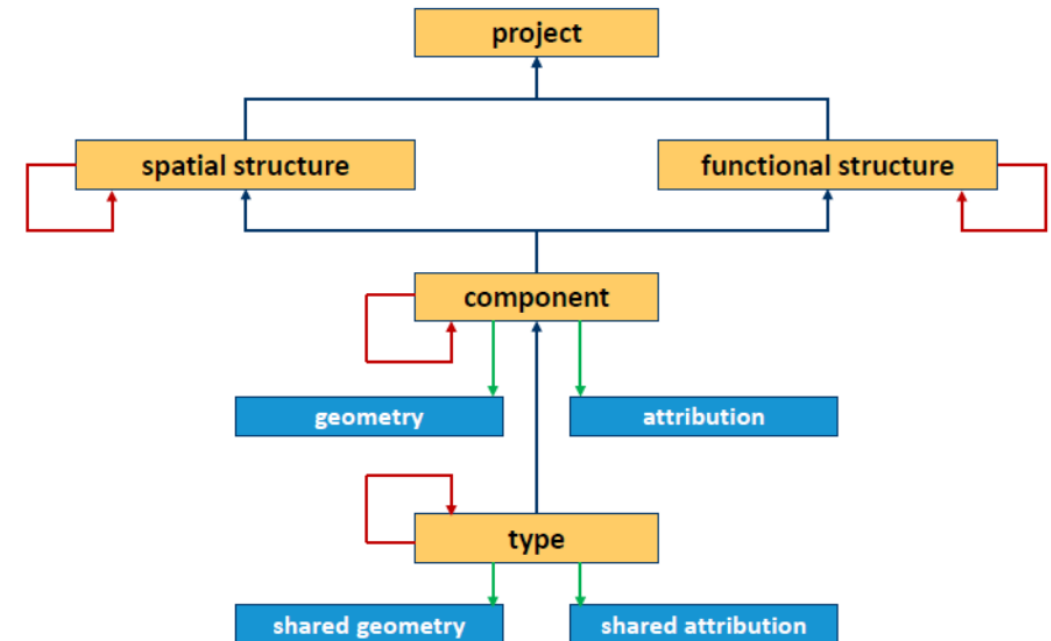 project
spatial structure
functional structure
component
geometry
attribution
type
shared geometry
shared attribution